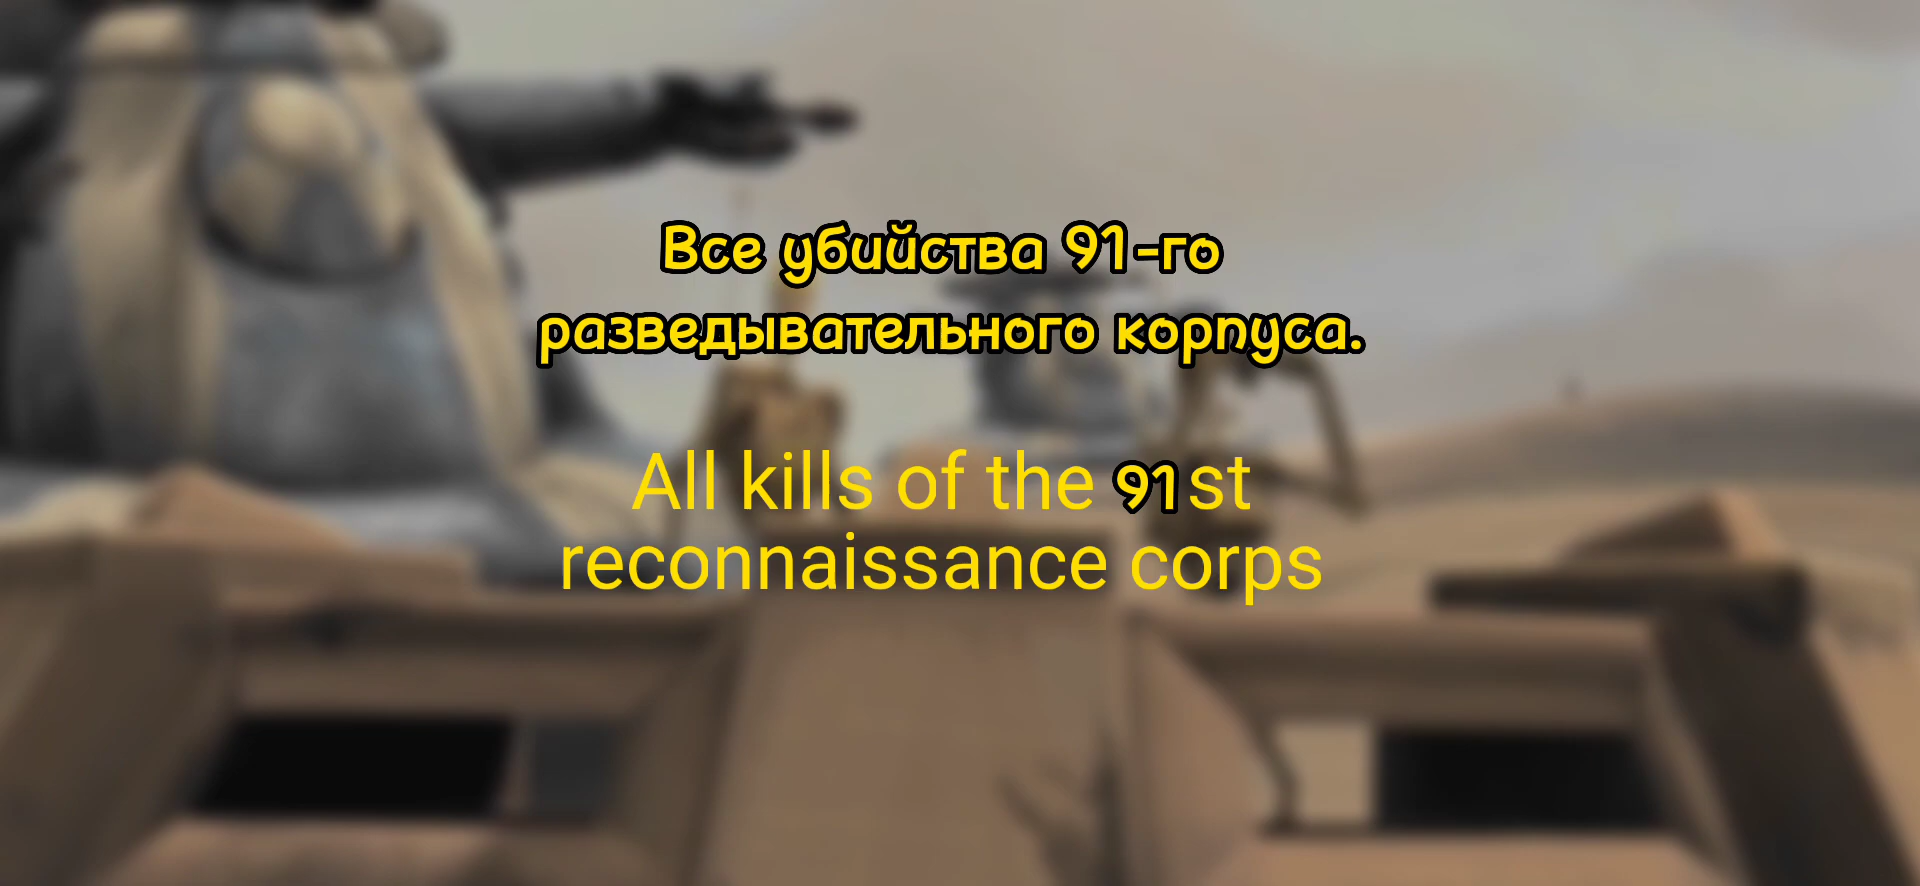 Все убийства 91-го
разведывательного корпуса.
All kills of the 91st
reconnaissance corps